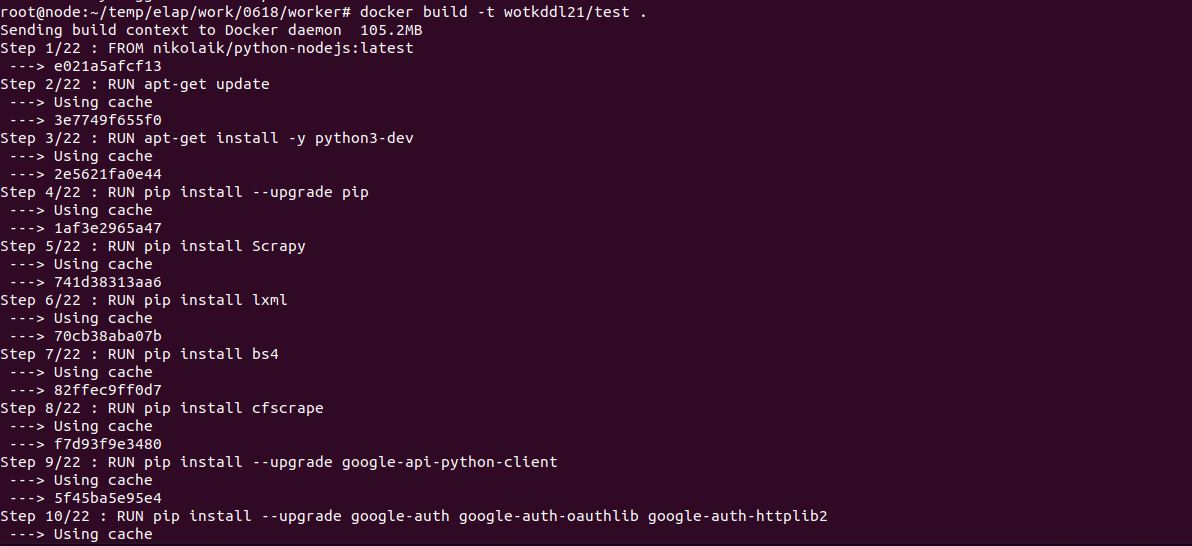 root@node:~/temp/elap/work/0618/worker# docker build -t wotkddl21/test .
Sending build context to Docker daemon  105.2MB
Step 1/22 : FROM nikolaik/python-nodejs:latest
 ---> e021a5afcf13
Step 2/22 : RUN apt-get update
 ---> Using cache
 ---> 3e7749f655f0
Step 3/22 : RUN apt-get install -y python3-dev
 ---> Using cache
 ---> 2e5621fa0e44
Step 4/22 : RUN pip install --upgrade pip
 ---> Using cache
 ---> 1af3e2965a47
Step 5/22 : RUN pip install Scrapy
 ---> Using cache
 ---> 741d38313aa6
Step 6/22 : RUN pip install lxml
 ---> Using cache
 ---> 70cb38aba07b
Step 7/22 : RUN pip install bs4
 ---> Using cache
 ---> 82ffec9ff0d7
Step 8/22 : RUN pip install cfscrape
 ---> Using cache
 ---> f7d93f9e3480
Step 9/22 : RUN pip install --upgrade google-api-python-client
 ---> Using cache
 ---> 5f45ba5e95e4
Step 10/22 : RUN pip install --upgrade google-auth google-auth-oauthlib google-auth-httplib2
 ---> Using cache